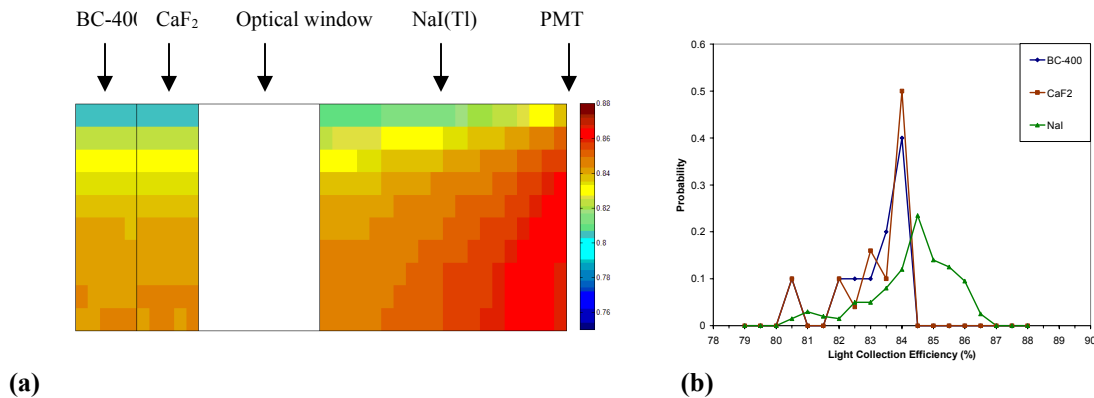 BC-400 CaF2 Optical window NaI(Tl) PMT
0.88
0.86
0.84
0.82
0.8
0.78
0.76
(a)
0.6
0.5
0.4
0.3
0.2
0.1
0
Probability
78 79 80 81 82 83 84 85 86 87 88 89 90
Light Collection Efficiency (%)
BC-400
CaF2
NaI
(b)